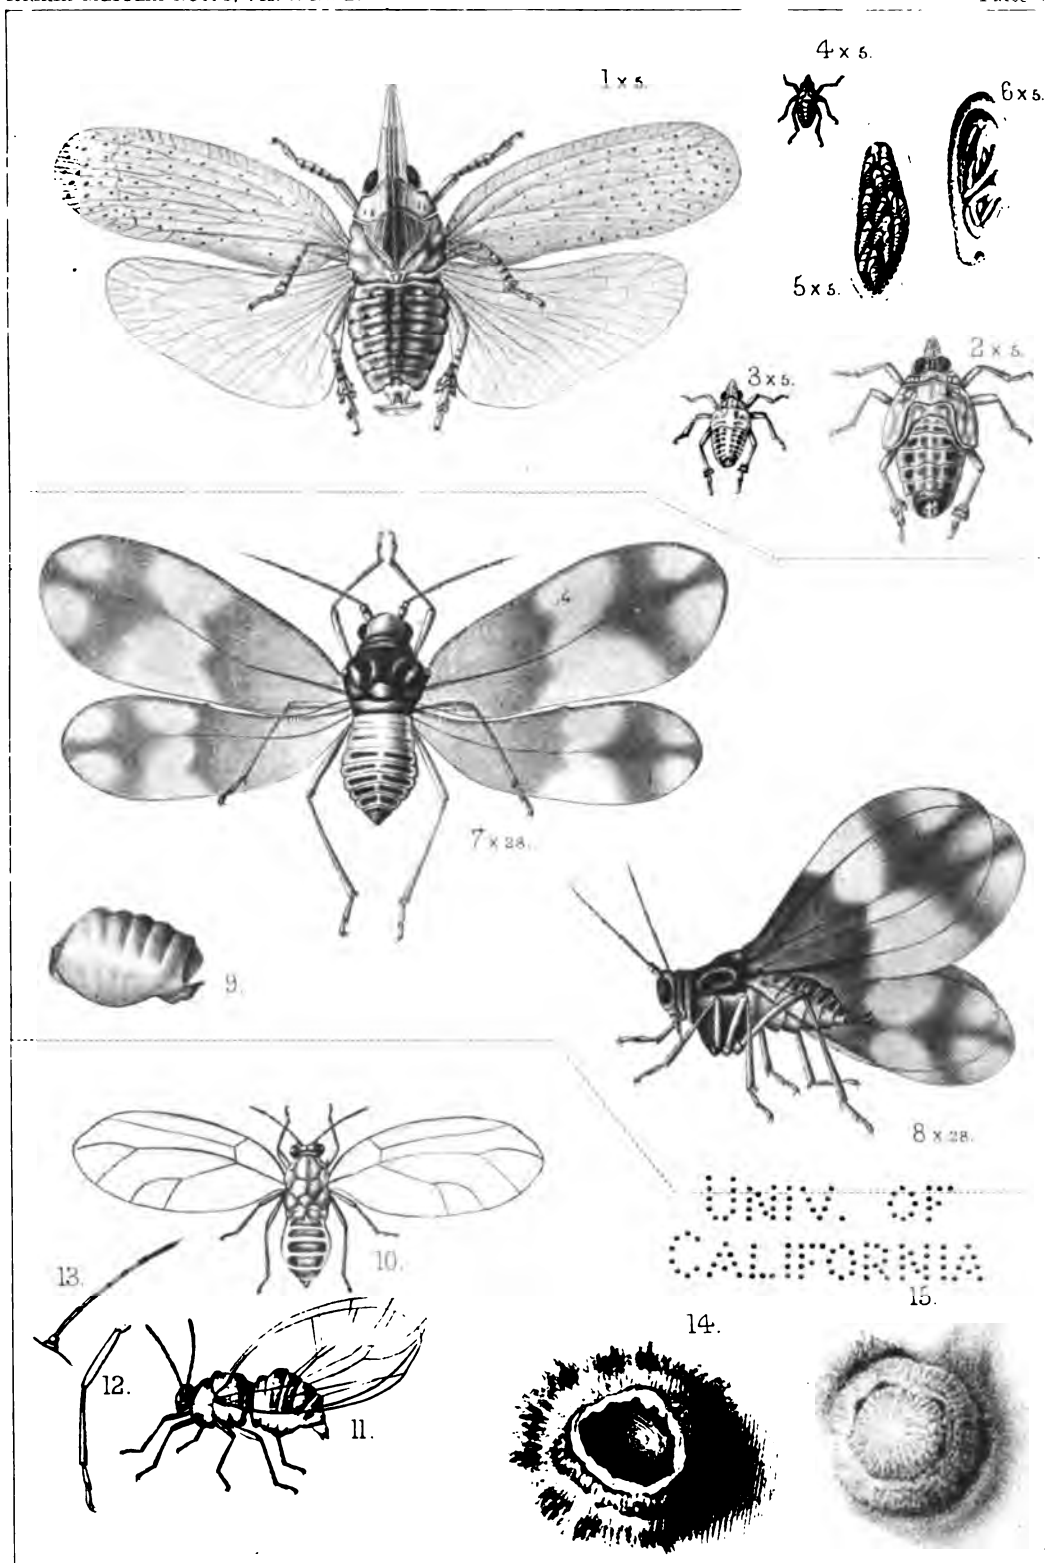 4 x 5.
1 x 5.
6 x 5.
5 x 5.
2 x 5.
3 x 5.
7 x 28.
9.
8 x 28.
UNIV. OF
CALIFORNIA
10.
13.
15.
14.
12.
11.